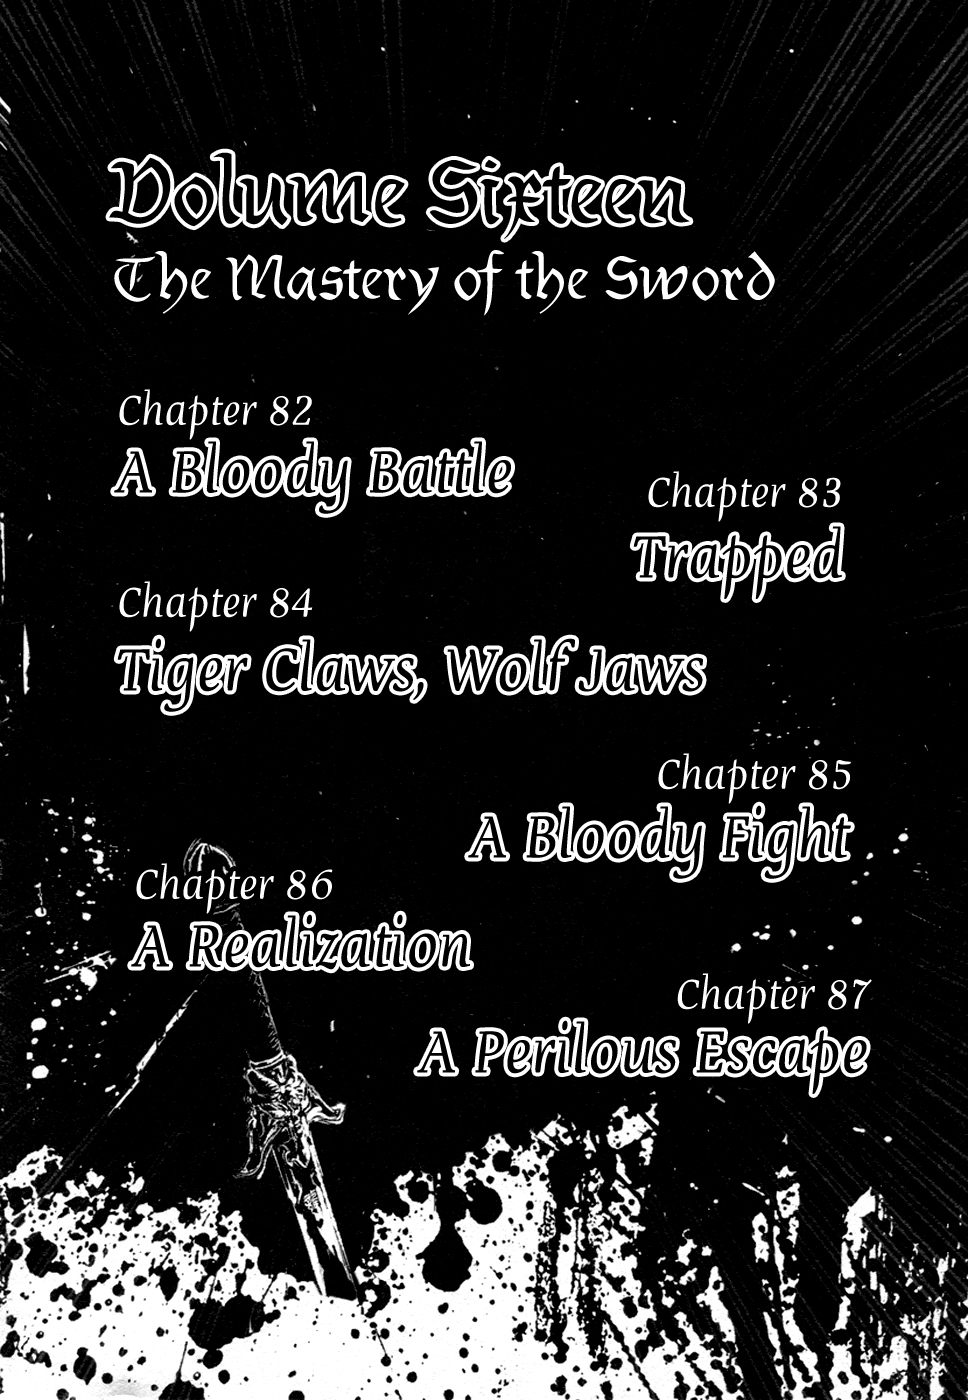 Volume Sixteen
The Mastery of the Sword
Chapter 82
A Bloody Battle
Chapter 83
Trapped
Chapter 84
Tiger Claws, Wolf Jaws
Chapter 85
A Bloody Fight
Chapter 86
A Realization
Chapter 87
A Perilous Escape